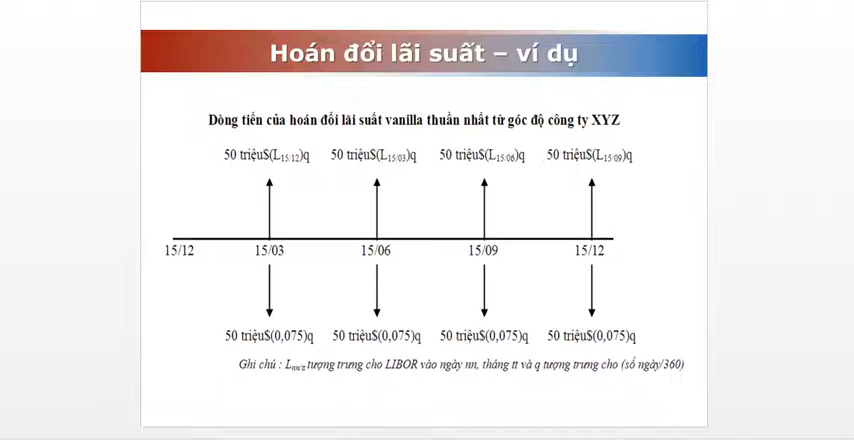 Hoán đổi lãi suất – ví dụ
Dòng tiền của hoán đổi lãi suất vanilla thuần nhất từ góc độ công ty XYZ
50 triệu$(L15/12)q 50 triệu$(L15/03)q 50 triệu$(L15/06)q 50 triệu$(L15/09)q
15/12 15/03 15/06 15/09 15/12
50 triệu$(0,075)q 50 triệu$(0,075)q 50 triệu$(0,075)q 50 triệu$(0,075)q
Ghi chú : Lnn/tt tượng trưng cho LIBOR vào ngày nn, tháng tt và q tượng trưng cho (số ngày/360)